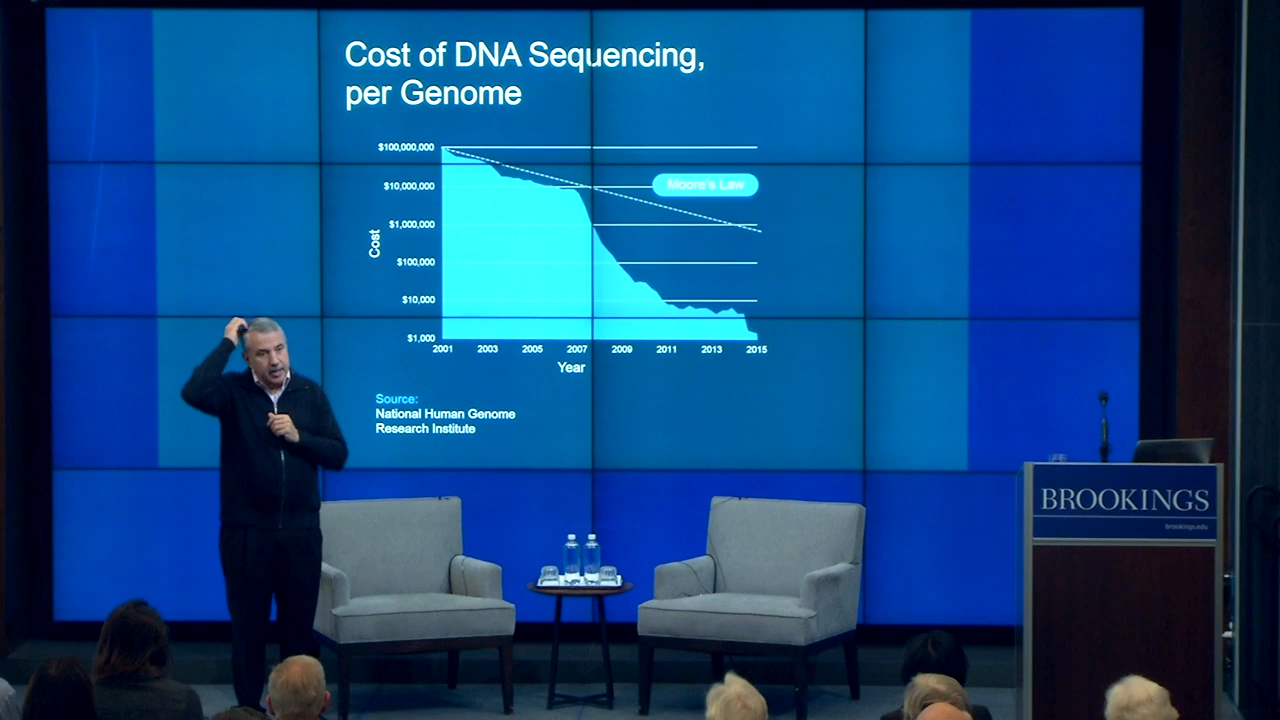 Cost of DNA Sequencing,
per Genome
$100,000,000
$10,000,000
$1,000,000
$100,000
$10,000
$1,000
Cost
Moore's Law
2001 2003 2005 2007 2009 2011 2013 2015
Year
Source:
National Human Genome
Research Institute
BROOKINGS
brookings.edu